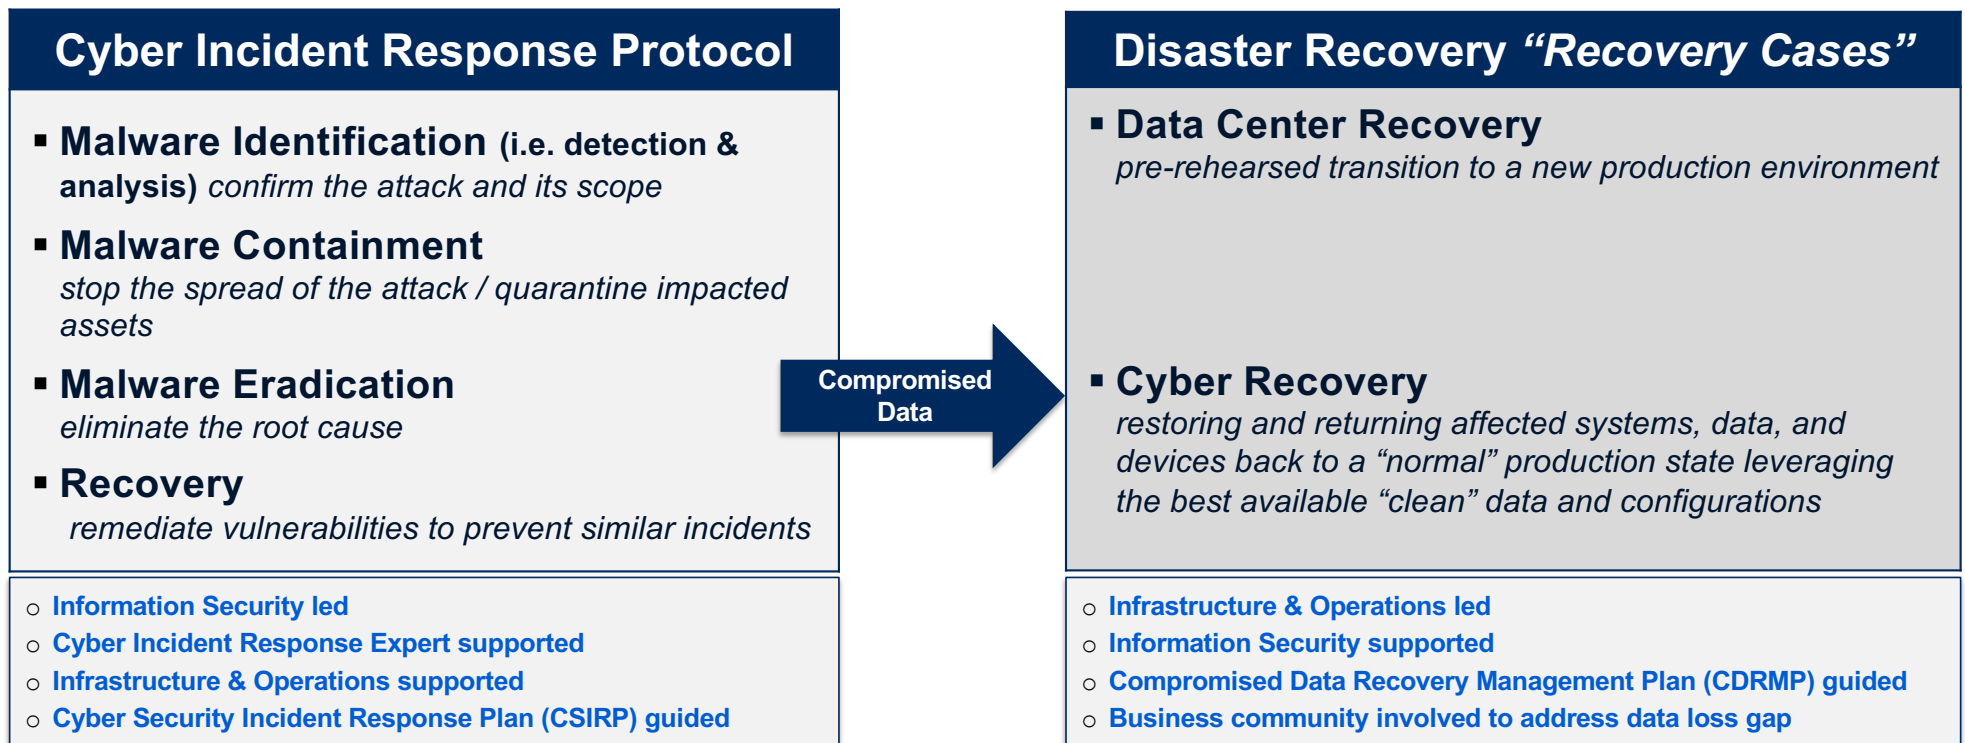 Cyber Incident Response Protocol
▪ Malware Identification (i.e. detection &
analysis) confirm the attack and its scope
▪ Malware Containment
stop the spread of the attack / quarantine impacted
assets
▪ Malware Eradication
eliminate the root cause
▪ Recovery
remediate vulnerabilities to prevent similar incidents
○ Information Security led
○ Cyber Incident Response Expert supported
○ Infrastructure & Operations supported
○ Cyber Security Incident Response Plan (CSIRP) guided
Compromised
Data
Disaster Recovery “Recovery Cases”
▪ Data Center Recovery
pre-rehearsed transition to a new production environment
▪ Cyber Recovery
restoring and returning affected systems, data, and
devices back to a “normal” production state leveraging
the best available “clean” data and configurations
○ Infrastructure & Operations led
○ Information Security supported
○ Compromised Data Recovery Management Plan (CDRMP) guided
○ Business community involved to address data loss gap